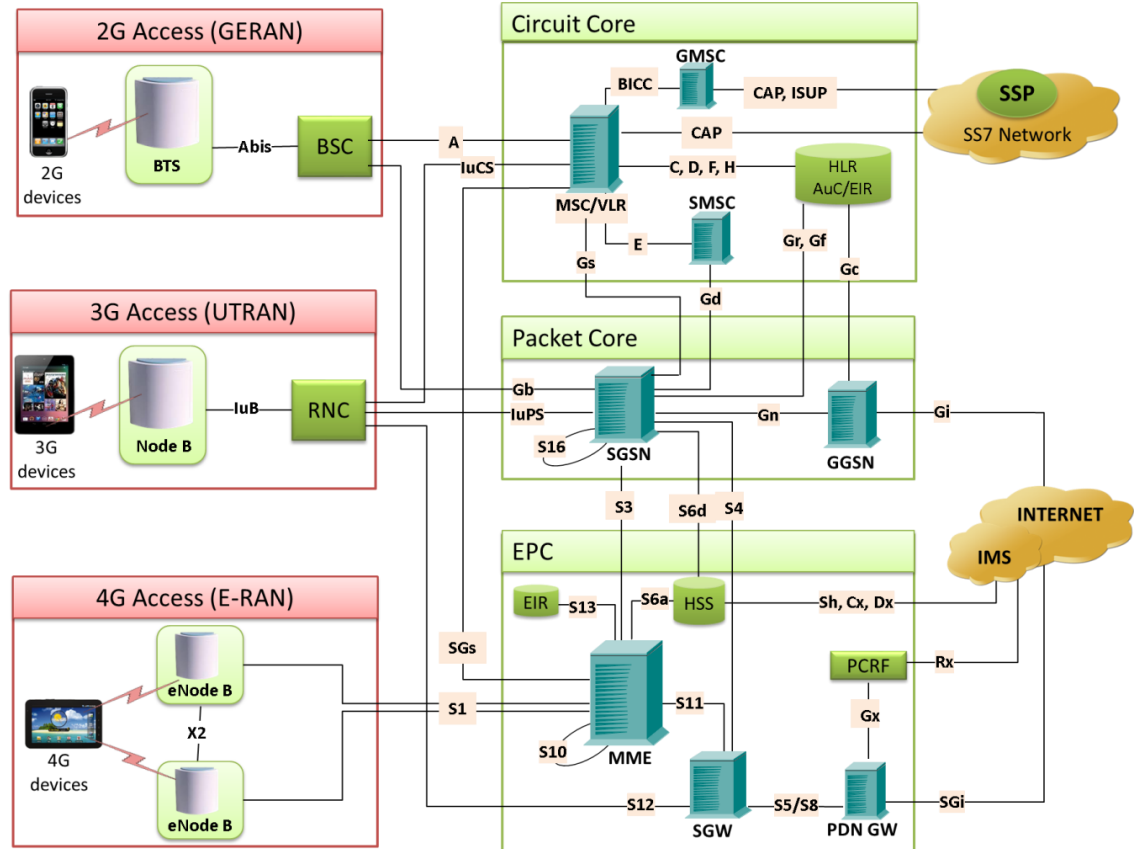 2G Access (GERAN)
2G
devices
BTS
Abis
BSC
A
IuCS
Circuit Core
GMSC
BICC
CAP, ISUP
CAP
C, D, F, H
MSC/VLR
SMSC
E
Gs
Gd
HLR
AuC/EIR
Gr, Gf
Gc
SSP
SS7 Network
3G Access (UTRAN)
3G
devices
Node B
IuB
RNC
Gb
IuPS
Packet Core
S16
SGSN
Gn
GGSN
Gi
S3
S6d
S4
INTERNET
IMS
4G Access (E-RAN)
4G
devices
eNode B
X2
eNode B
SGs
S1
S12
EPC
EIR
S13
S6a
HSS
Sh, Cx, Dx
PCRF
Rx
Gx
S11
S10
MME
SGW
S5/S8
PDN GW
SGi